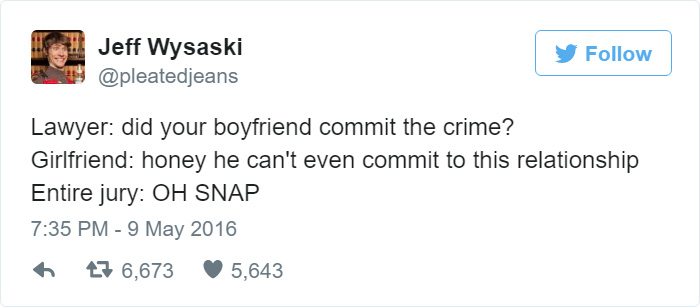 Jeff Wysaski
Follow
@pleatedjeans
Lawyer: did your boyfriend commit the crime?
Girlfriend: honey he can't even commit to this relationship
Entire jury: OH SNAP
7:35 PM - 9 May 2016
6,673 5,643